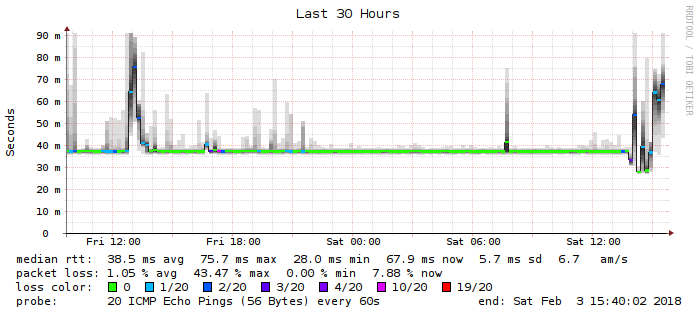 Last 30 Hours
RRDTOOL / TOBI OETIKER
Seconds
90 m
80 m
70 m
60 m
50 m
40 m
30 m
20 m
10 m
0
Fri 12:00 Fri 18:00 Sat 00:00 Sat 06:00 Sat 12:00
median rtt: 38.5 ms avg 75.7 ms max 28.0 ms min 67.9 ms now 5.7 ms sd 6.7 am/s
packet loss: 1.05 % avg 43.47 % max 0.00 % min 7.88 % now
loss color: 0 1/20 2/20 3/20 4/20 10/20 19/20
probe: 20 ICMP Echo Pings (56 Bytes) every 60s end: Sat Feb 3 15:40:02 2018